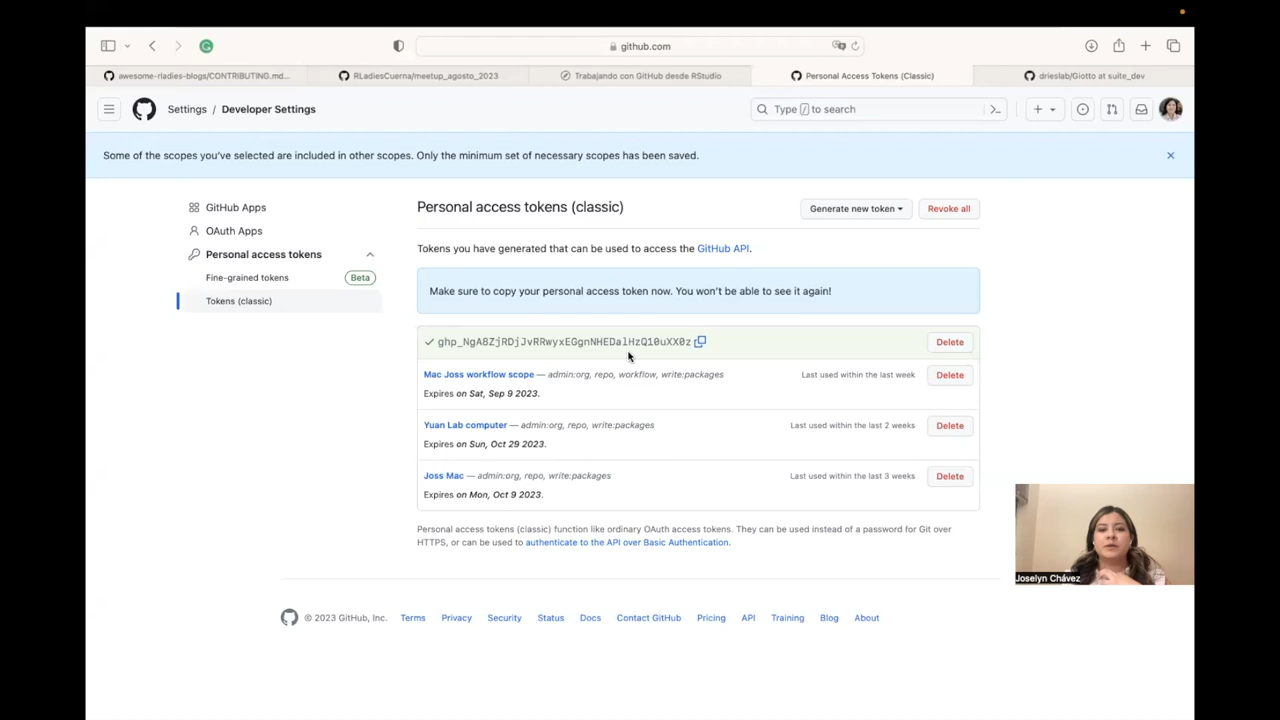 github.com
awesome-rladies-blogs/CONTRIBUTING.md...
RLadiesCuerna/meetup_agosto_2023
Trabajando con GitHub desde RStudio
Personal Access Tokens (Classic)
drieslab/Giotto at suite_dev
Settings / Developer Settings
Type / to search
Some of the scopes you've selected are included in other scopes. Only the minimum set of necessary scopes has been saved.
GitHub Apps
OAuth Apps
Personal access tokens
Fine-grained tokens Beta
Tokens (classic)
Personal access tokens (classic)
Generate new token
Revoke all
Tokens you have generated that can be used to access the GitHub API.
Make sure to copy your personal access token now. You won't be able to see it again!
Delete
Mac Joss workflow scope — admin:org, repo, workflow, write:packages
Last used within the last week
Delete
Expires on Sat, Sep 9 2023.
Yuan Lab computer — admin:org, repo, write:packages
Last used within the last 2 weeks
Delete
Expires on Sun, Oct 29 2023.
Joss Mac — admin:org, repo, write:packages
Last used within the last 3 weeks
Delete
Expires on Mon, Oct 9 2023.
Personal access tokens (classic) function like ordinary OAuth access tokens. They can be used instead of a password for Git over
HTTPS, or can be used to authenticate to the API over Basic Authentication.
Joselyn Chávez
© 2023 GitHub, Inc.
Terms
Privacy
Security
Status
Docs
Contact GitHub
Pricing
API
Training
Blog
About